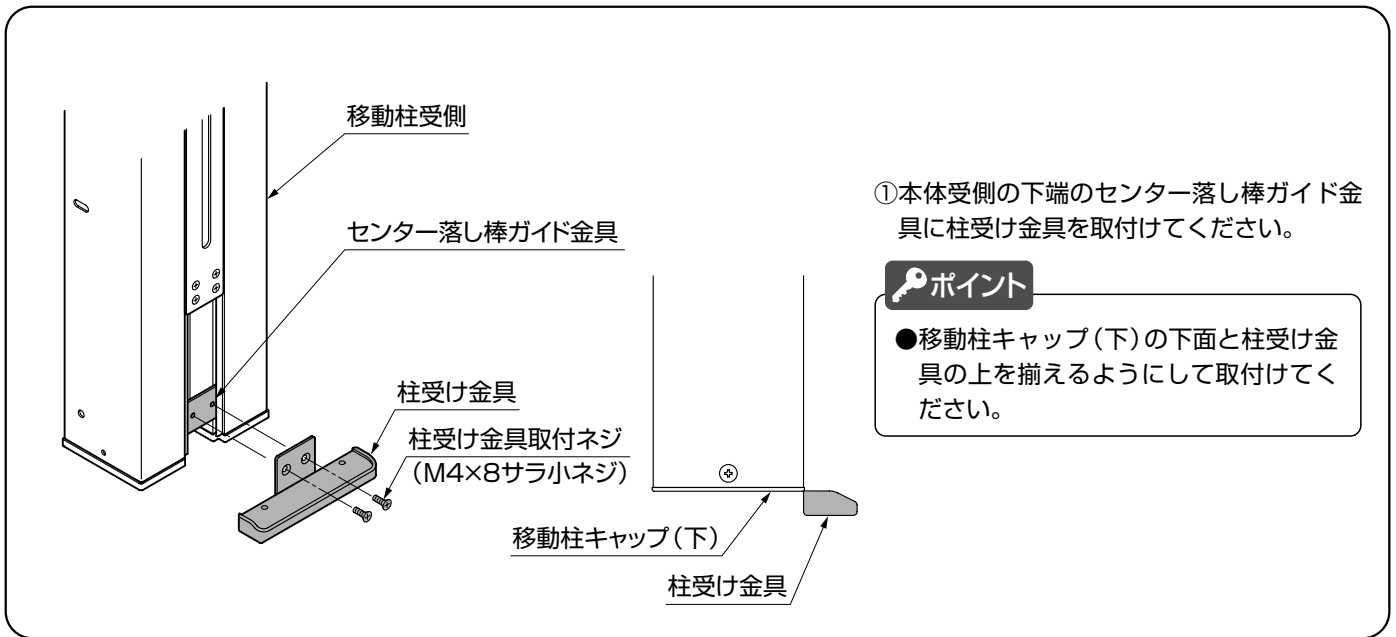 移動柱受側
センター落し棒ガイド金具
柱受け金具
柱受け金具取付ネジ
（M4×8サラ小ネジ）
移動柱キャップ（下）
柱受け金具
①本体受側の下端のセンター落し棒ガイド金
具に柱受け金具を取付けてください。
ポイント
●移動柱キャップ（下）の下面と柱受け金
具の上を揃えるようにして取付けてく
ださい。